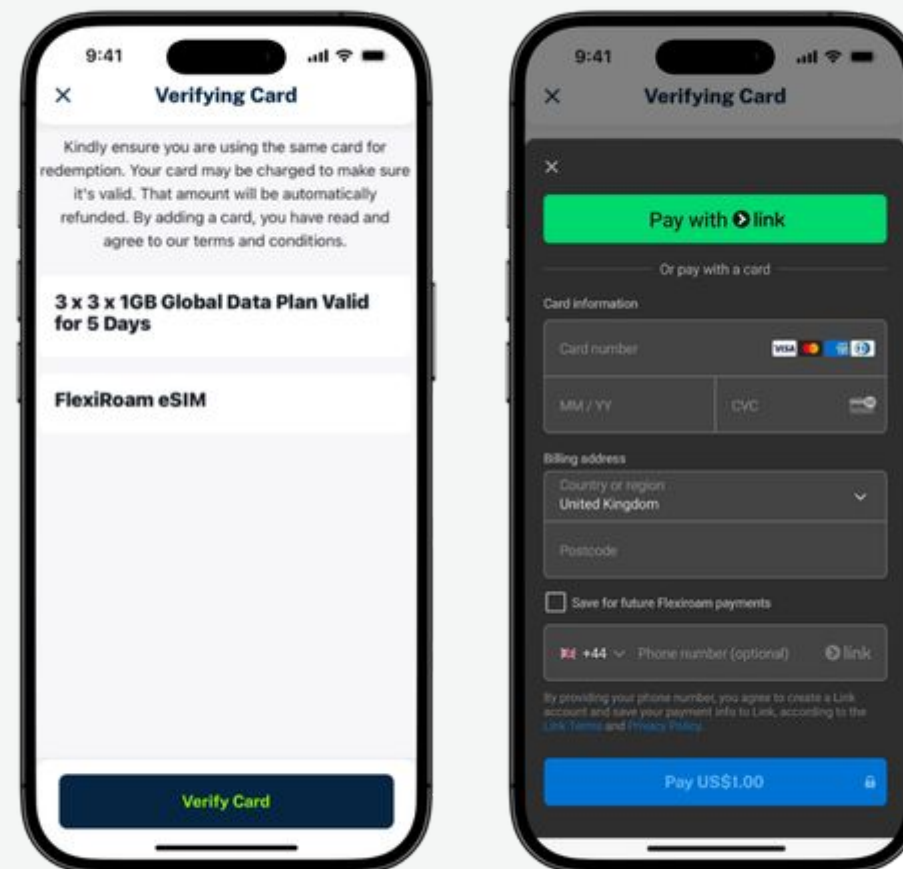 9:41
Verifying Card
Kindly ensure you are using the same card for
redemption. Your card may be charged to make sure
it's valid. That amount will be automatically
refunded. By adding a card, you have read and
agree to our terms and conditions.
3 x 3 x 1GB Global Data Plan Valid
for 5 Days
FlexiRoam eSIM
Verify Card
9:41
Verifying Card
Pay with link
Or pay with a card
Card information
Card number
VISA
MM / YY
CVC
Billing address
Country or region
United Kingdom
Postcode
Save for future Flexiroam payments
+44 Phone number (optional) link
By providing your phone number, you agree to create a Link
account and save your payment info to Link, according to the
Link Terms and Privacy Policy.
Pay US$1.00